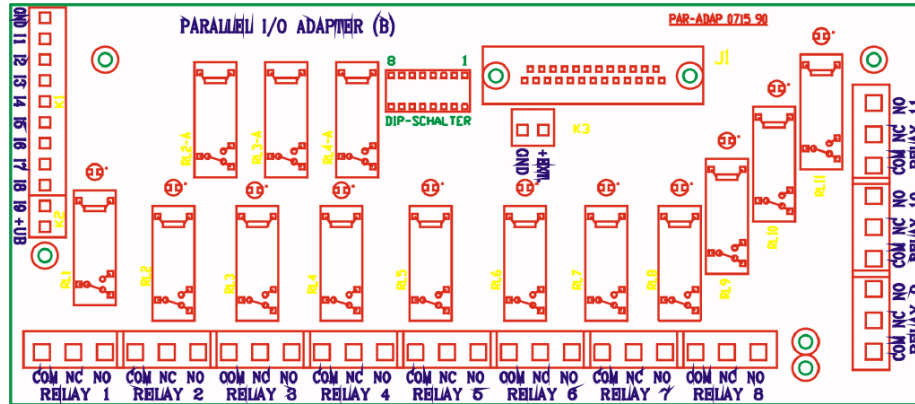 PARALLEL I/O ADAPTER (B)
PAR-ADAP 0715 90
GND
I1
I2
I3
I4
I5
I6
I7
I8
I9
+UB
K1
K2
RL2-A
RL3-A
RL4-A
8 1
DIP-SCHALTER
J1
K3
GND
+EXT.
RL1
RL2
RL3
RL4
RL5
RL6
RL7
RL8
RL9
RL10
RL11
COM NC NO
RELAY 1
COM NC NO
RELAY 2
COM NC NO
RELAY 3
COM NC NO
RELAY 4
COM NC NO
RELAY 5
COM NC NO
RELAY 6
COM NC NO
RELAY 7
COM NC NO
RELAY 8
COM NC NO
RELAY 9
COM NC NO
RELAY 10
COM NC NO
RELAY 11